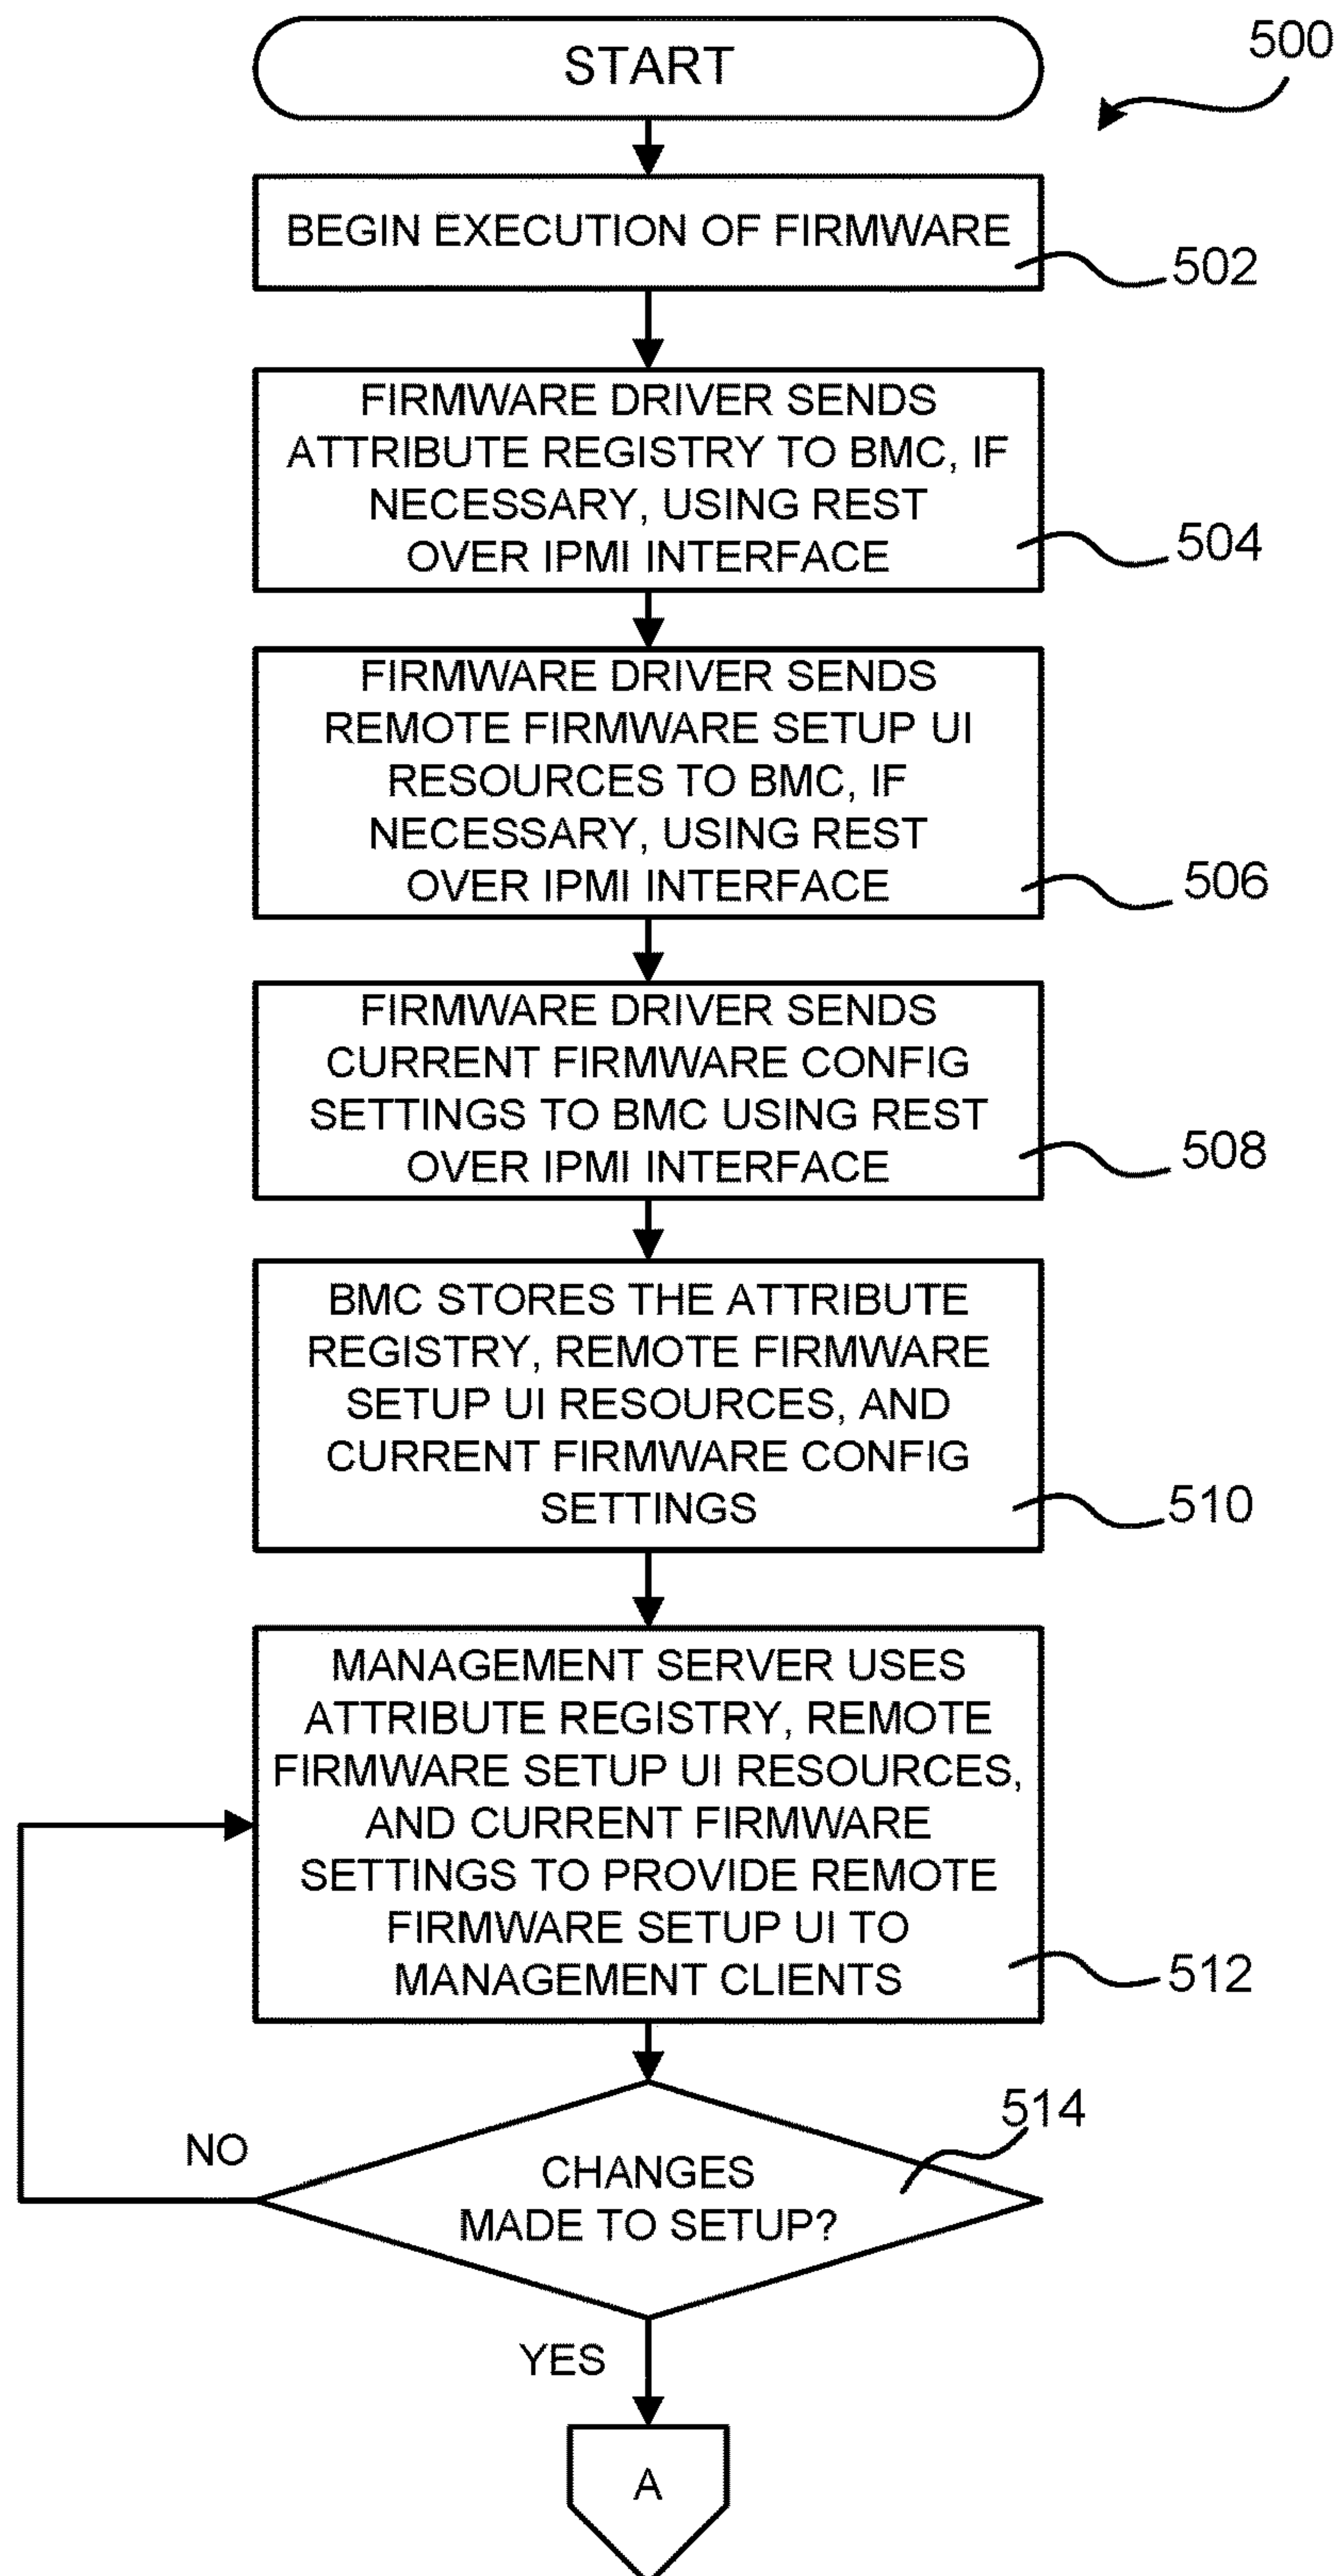 START
500
BEGIN EXECUTION OF FIRMWARE
502
FIRMWARE DRIVER SENDS
ATTRIBUTE REGISTRY TO BMC, IF
NECESSARY, USING REST
OVER IPMI INTERFACE
504
FIRMWARE DRIVER SENDS
REMOTE FIRMWARE SETUP UI
RESOURCES TO BMC, IF
NECESSARY, USING REST
OVER IPMI INTERFACE
506
FIRMWARE DRIVER SENDS
CURRENT FIRMWARE CONFIG
SETTINGS TO BMC USING REST
OVER IPMI INTERFACE
508
BMC STORES THE ATTRIBUTE
REGISTRY, REMOTE FIRMWARE
SETUP UI RESOURCES, AND
CURRENT FIRMWARE CONFIG
SETTINGS
510
MANAGEMENT SERVER USES
ATTRIBUTE REGISTRY, REMOTE
FIRMWARE SETUP UI RESOURCES,
AND CURRENT FIRMWARE
SETTINGS TO PROVIDE REMOTE
FIRMWARE SETUP UI TO
MANAGEMENT CLIENTS
512
514
NO
CHANGES
MADE TO SETUP?
YES
A